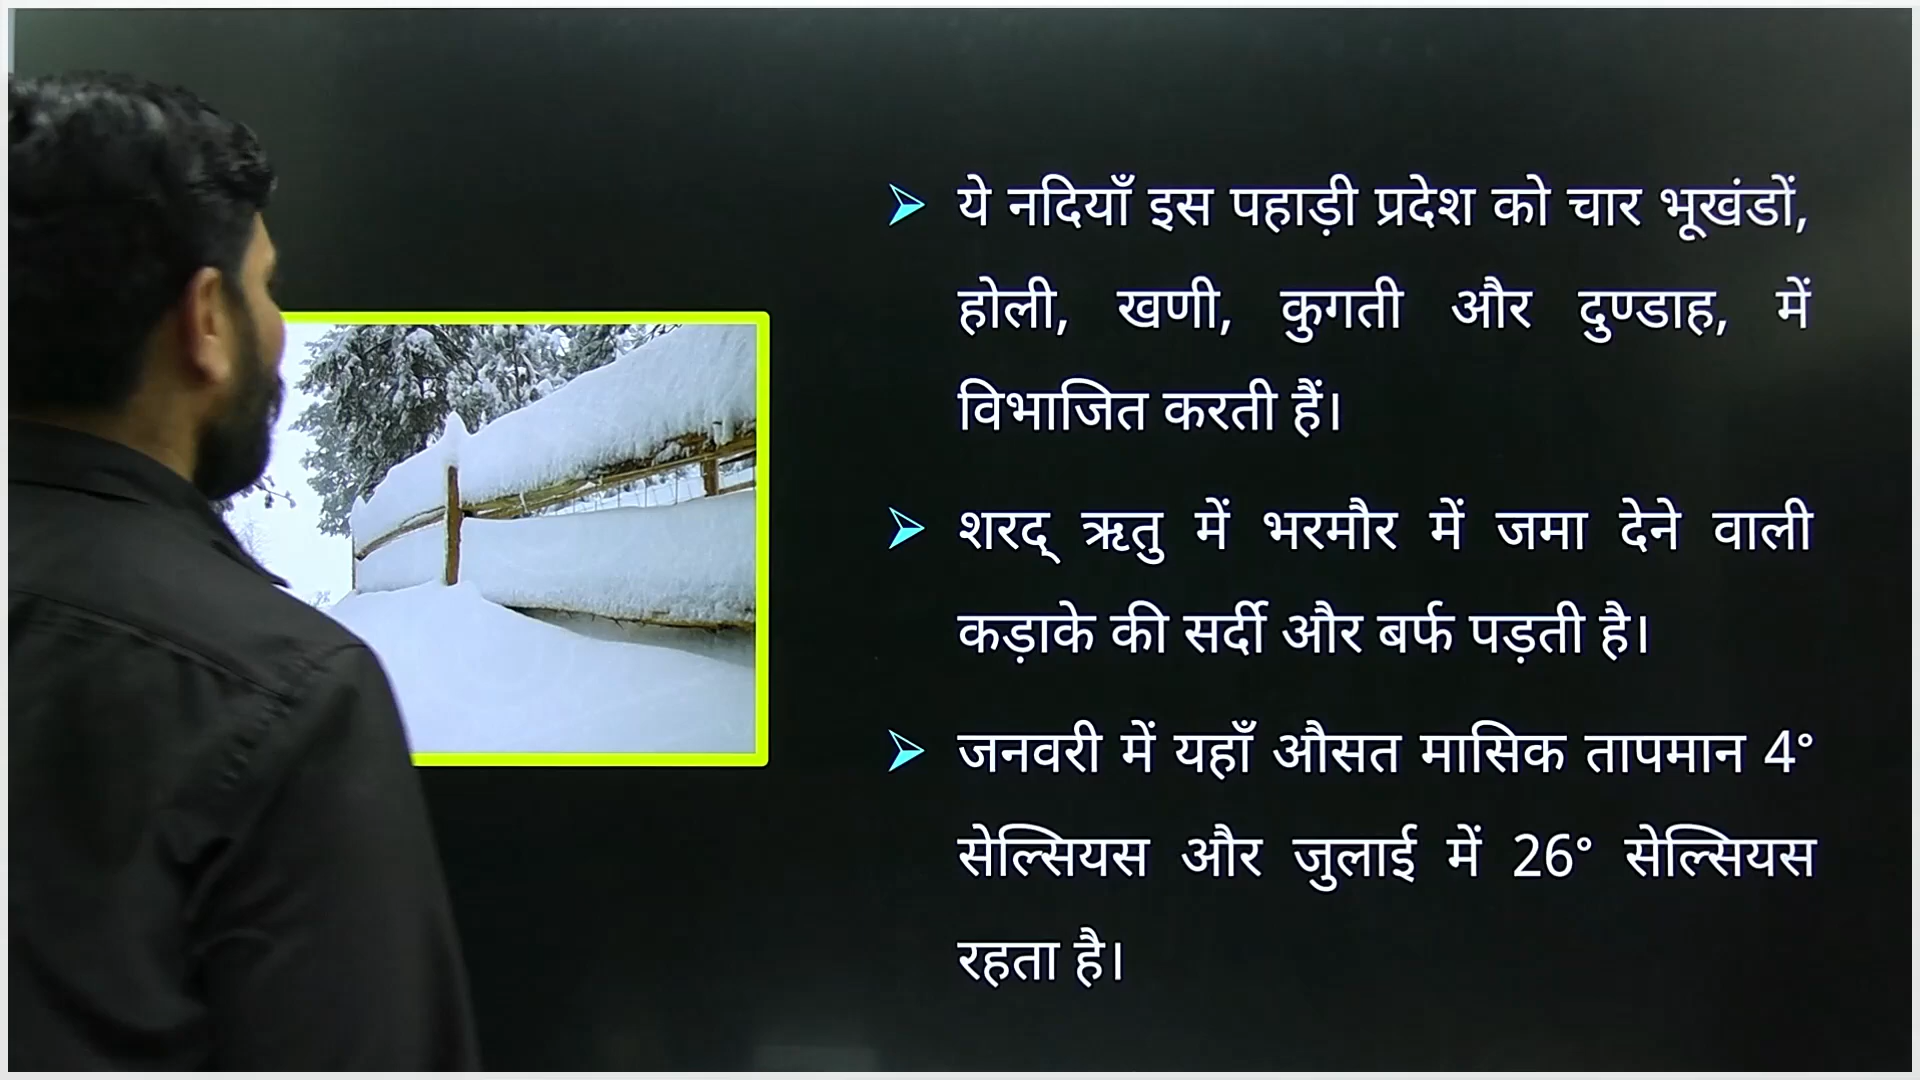 ये नदियाँ इस पहाड़ी प्रदेश को चार भूखंडों,
होली, खणी, कुगती और दुण्डाह, में
विभाजित करती हैं।
शरद् ऋतु में भरमौर में जमा देने वाली
कड़ाके की सर्दी और बर्फ पड़ती है।
जनवरी में यहाँ औसत मासिक तापमान 4°
सेल्सियस और जुलाई में 26° सेल्सियस
रहता है।